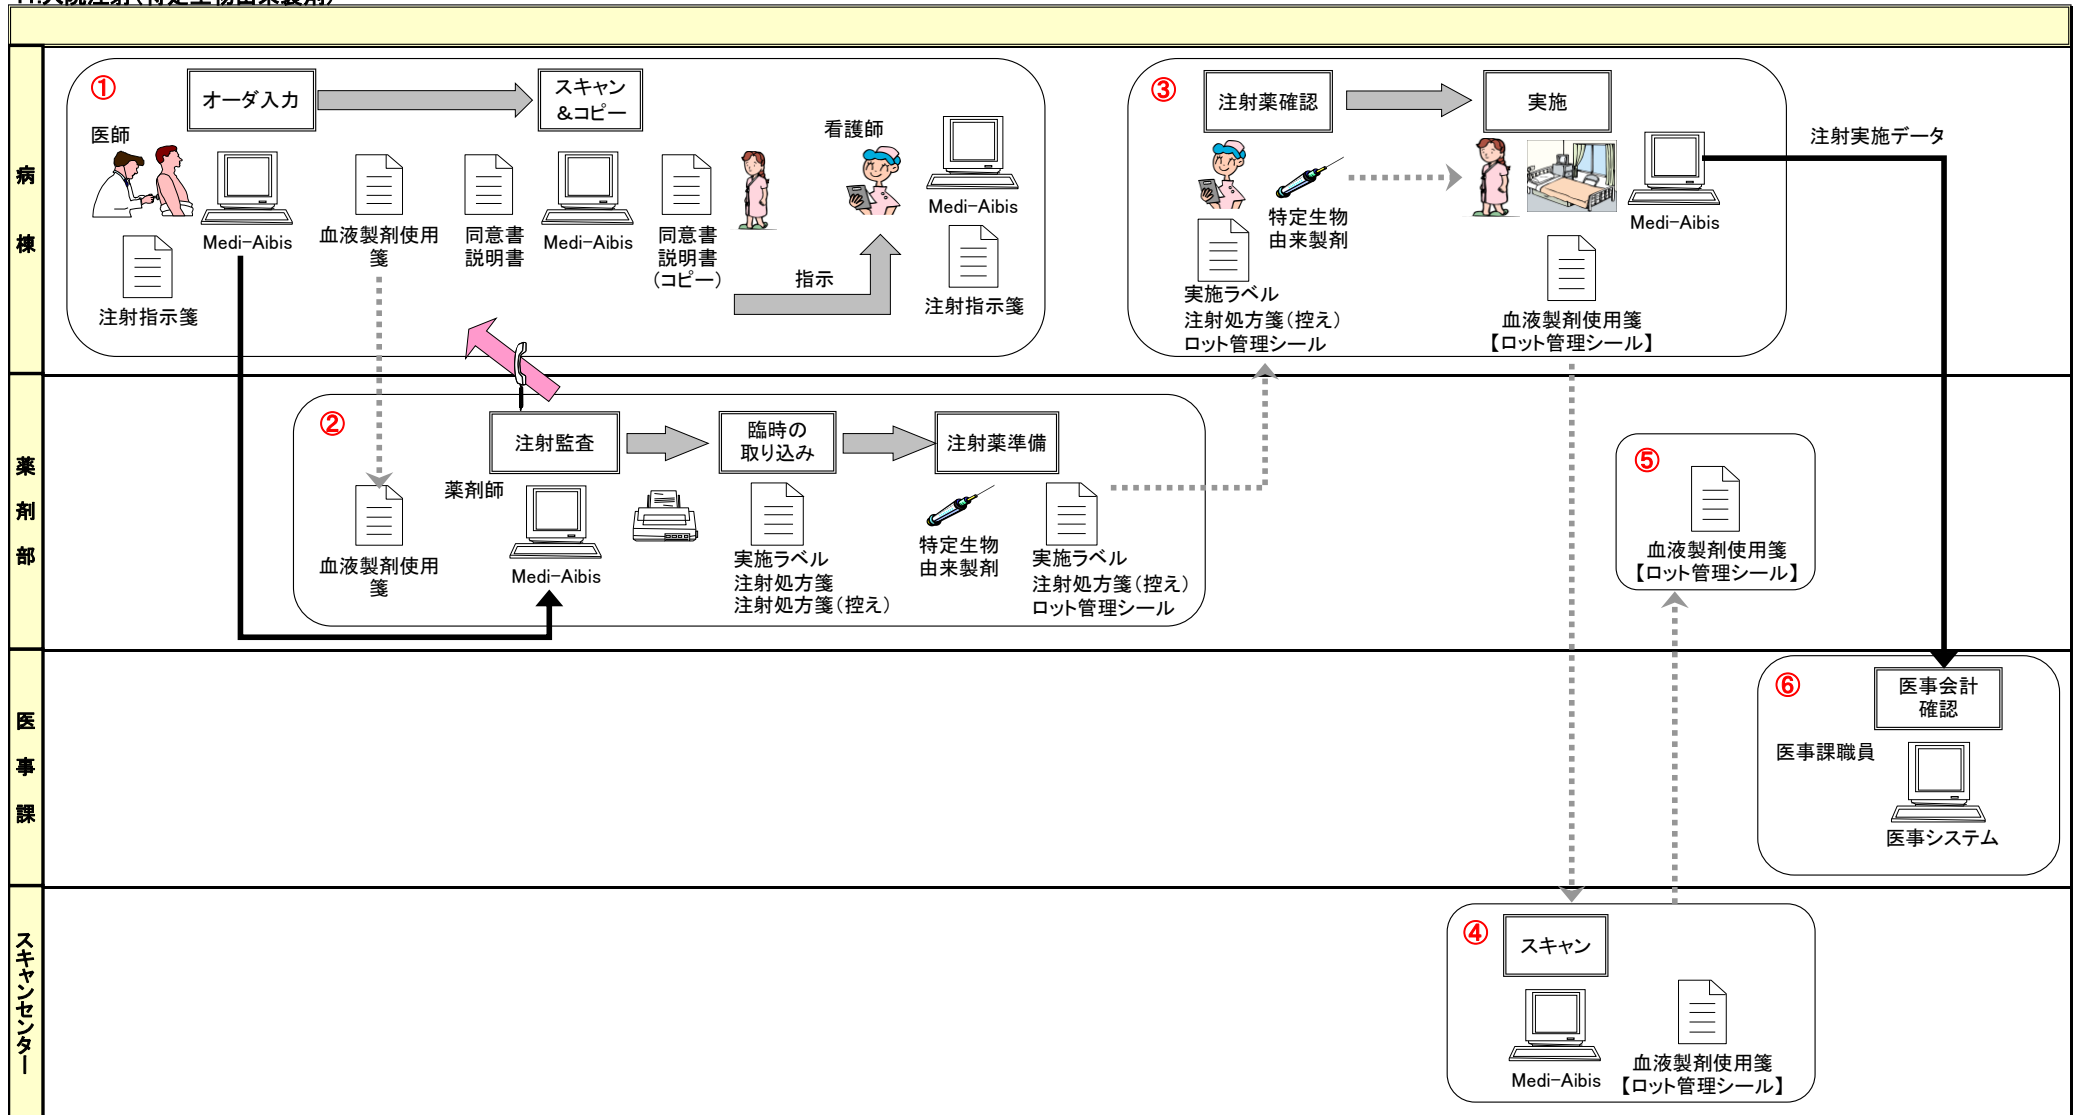 病棟
①
オーダ入力
スキャン
&コピー
医師
看護師
Medi-Aibis
血液製剤使用
箋
同意書
説明書
Medi-Aibis
同意書
説明書
(コピー)
Medi-Aibis
注射指示箋
指示
注射指示箋
③
注射薬確認
実施
特定生物
由来製剤
Medi-Aibis
実施ラベル
注射処方箋(控え)
ロット管理シール
血液製剤使用箋
【ロット管理シール】
注射実施データ
薬剤部
②
注射監査
臨時の
取り込み
注射薬準備
薬剤師
血液製剤使用
箋
Medi-Aibis
実施ラベル
注射処方箋
注射処方箋(控え)
特定生物
由来製剤
実施ラベル
注射処方箋(控え)
ロット管理シール
⑤
血液製剤使用箋
【ロット管理シール】
医事課
⑥
医事会計
確認
医事課職員
医事システム
スキャンセンター
④
スキャン
Medi-Aibis
血液製剤使用箋
【ロット管理シール】